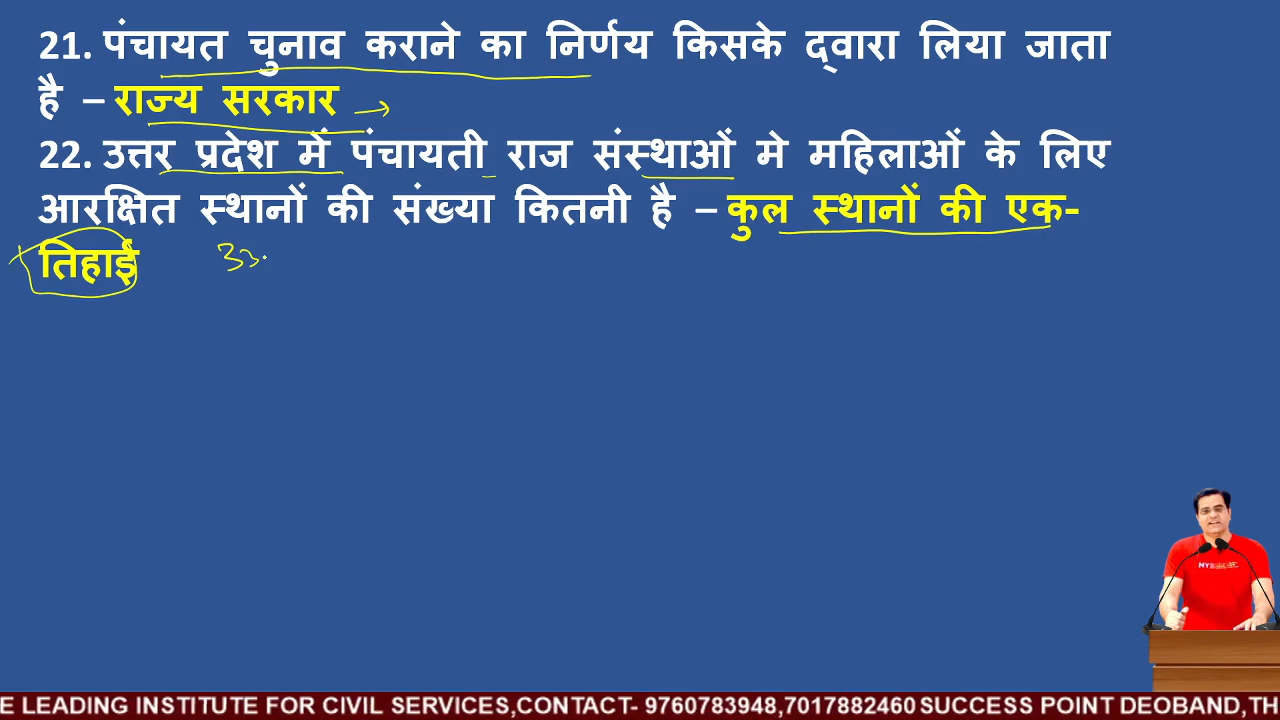 21. पंचायत चुनाव कराने का निर्णय किसके द्वारा लिया जाता
है – राज्य सरकार
22. उत्तर प्रदेश में पंचायती राज संस्थाओं मे महिलाओं के लिए
आरक्षित स्थानों की संख्या कितनी है – कुल स्थानों की एक-
तिहाई 33
E LEADING INSTITUTE FOR CIVIL SERVICES,CONTACT- 9760783948,7017882460 SUCCESS POINT DEOBAND,TH